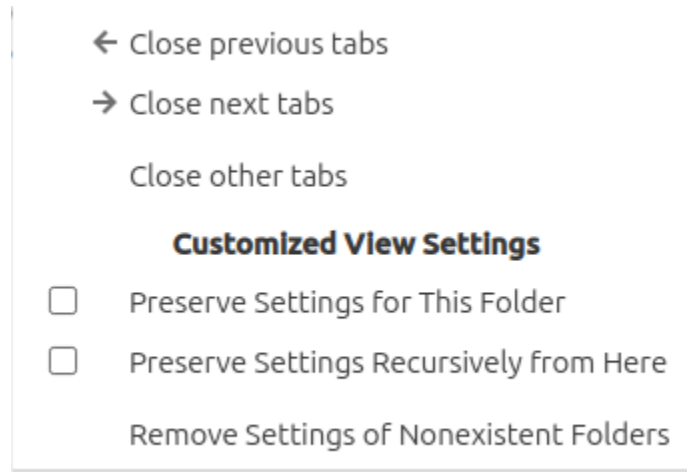 Close previous tabs
Close next tabs
Close other tabs
Customized View Settings
Preserve Settings for This Folder
Preserve Settings Recursively from Here
Remove Settings of Nonexistent Folders